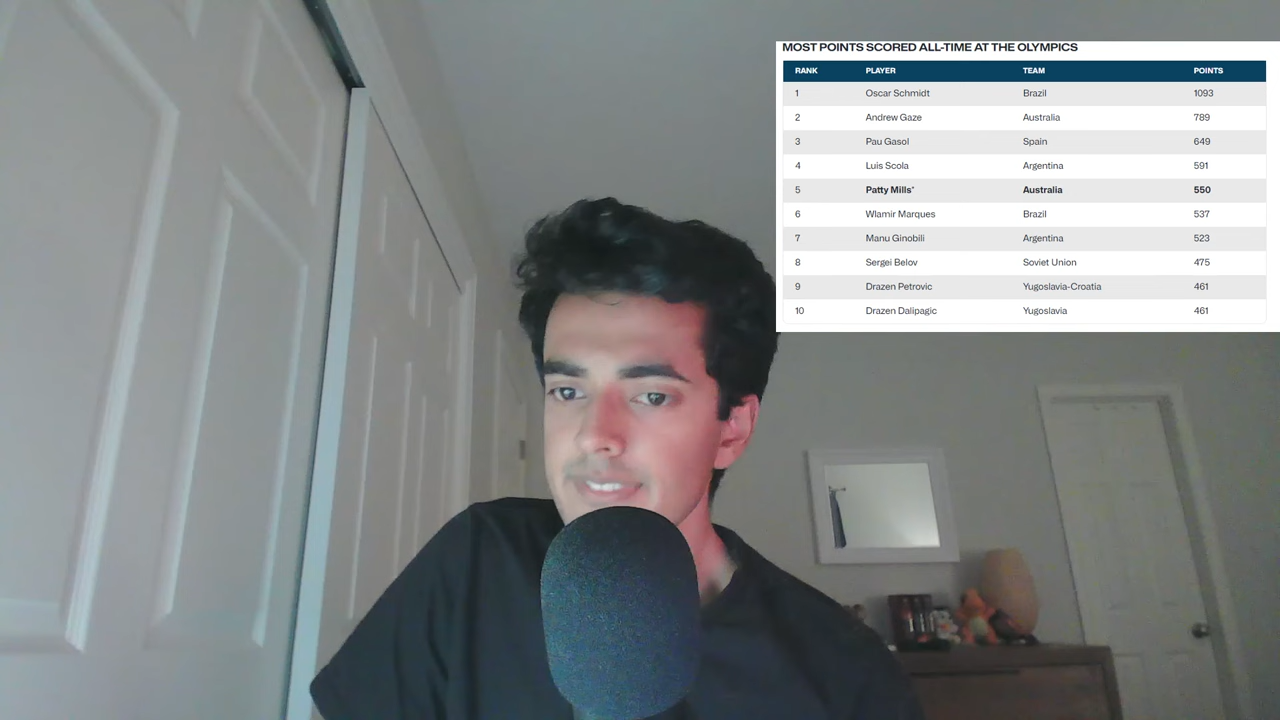 MOST POINTS SCORED ALL-TIME AT THE OLYMPICS
RANK PLAYER TEAM POINTS
1 Oscar Schmidt Brazil 1093
2 Andrew Gaze Australia 789
3 Pau Gasol Spain 649
4 Luis Scola Argentina 591
5 Patty Mills* Australia 550
6 Wlamir Marques Brazil 537
7 Manu Ginobili Argentina 523
8 Sergei Belov Soviet Union 475
9 Drazen Petrovic Yugoslavia-Croatia 461
10 Drazen Dalipagic Yugoslavia 461